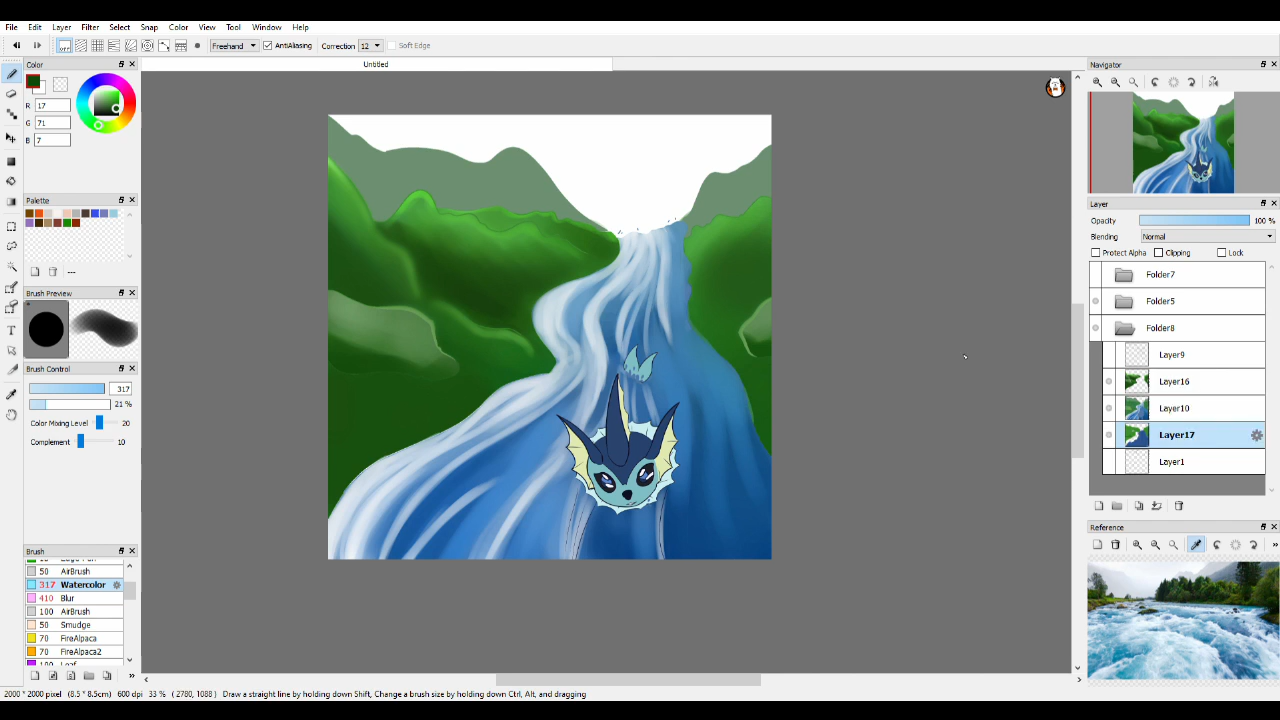 File Edit Layer Filter Select Snap Color View Tool Window Help
OFF Freehand AntiAliasing Correction 12 Soft Edge
Color
Untitled
Navigator
R 17
G 71
B 7
Palette
---
Layer
Opacity 100 %
Blending Normal
Protect Alpha Clipping Lock
Folder7
Brush Preview
Folder5
Folder8
Layer9
Brush Control
317
Layer16
21 %
Layer10
Color Mixing Level 20
Layer17
Complement 10
Layer1
Reference
Brush
50 AirBrush
317 Watercolor
410 Blur
100 AirBrush
50 Smudge
70 FireAlpaca
70 FireAlpaca2
2000 * 2000 pixel (8.5 * 8.5cm) 600 dpi 33 % ( 2780, 1088 ) Draw a straight line by holding down Shift, Change a brush size by holding down Ctrl, Alt, and dragging